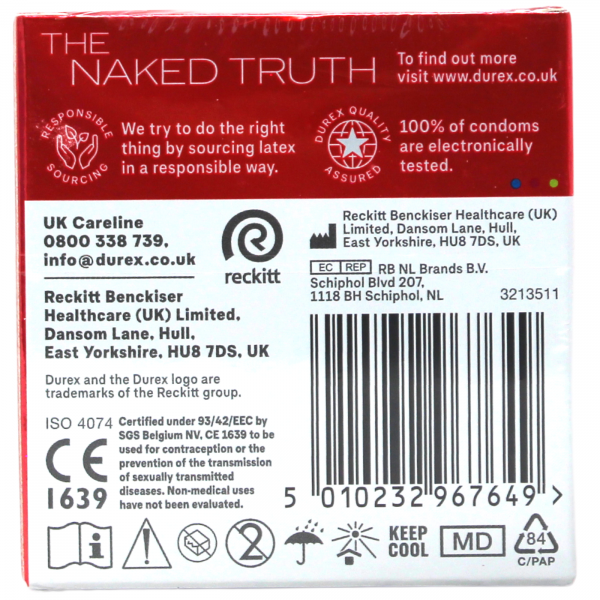 THE
NAKED TRUTH
To find out more
visit www.durex.co.uk
RESPONSIBLE
SOURCING
We try to do the right
thing by sourcing latex
in a responsible way.
DUREX QUALITY
ASSURED
100% of condoms
are electronically
tested.
UK Careline
0800 338 739,
info@durex.co.uk
reckitt
Reckitt Benckiser Healthcare (UK)
Limited, Dansom Lane, Hull,
East Yorkshire, HU8 7DS, UK
EC REP RB NL Brands B.V.
Schiphol Blvd 207,
1118 BH Schiphol, NL
3213511
Reckitt Benckiser
Healthcare (UK) Limited,
Dansom Lane, Hull,
East Yorkshire, HU8 7DS, UK
Durex and the Durex logo are
trademarks of the Reckitt group.
ISO 4074
CE
1639
Certified under 93/42/EEC by
SGS Belgium NV, CE 1639 to be
used for contraception or the
prevention of the transmission
of sexually transmitted
diseases. Non-medical uses
have not been evaluated.
5 010232 967649 >
i
!
2
KEEP
COOL
MD
84
C/PAP